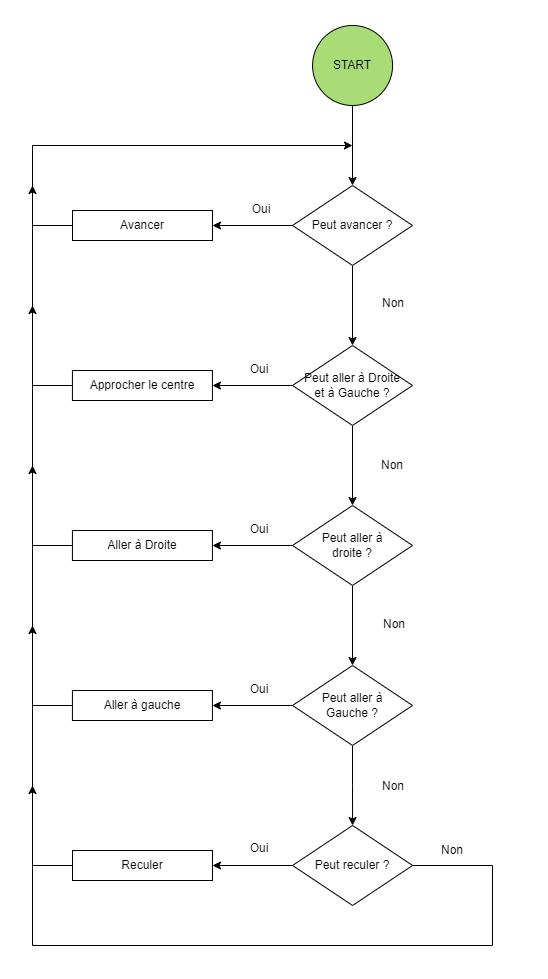 START
Oui
Avancer
Peut avancer ?
Non
Oui
Approcher le centre
Peut aller à Droite
et à Gauche ?
Non
Oui
Aller à Droite
Peut aller à
droite ?
Non
Oui
Aller à gauche
Peut aller à
Gauche ?
Non
Oui
Non
Reculer
Peut reculer ?